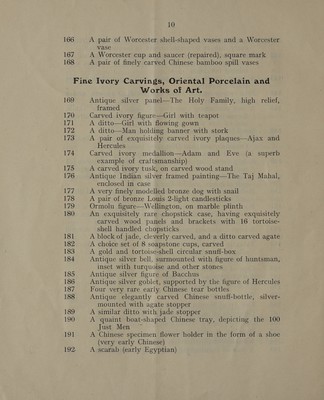 10
166 A pair of Worcester shell-shaped vases and a Worcester
vase
167 A Worcester cup and saucer (repaired), square mark
168 A pair of finely carved Chinese bamboo spill vases
Fine Ivory Carvings, Oriental Porcelain and
Works of Art.
169 Antique silver panel—The Holy Family, high relief,
framed
170 Carved ivory figure—Girl with teapot
171 A ditto—Girl with flowing gown
172 A ditto—Man holding banner with stork
173 A pair of exquisitely carved ivory plaques—Ajax and
Hercules
174 Carved ivory medallion—Adam and Eve (a superb
example of craftsmanship)
175 A carved ivory tusk, on carved wood stand
176 Antique Indian silver framed painting—The Taj Mahal,
enclosed in case
177 A very finely modelled bronze dog with snail
178 A pair of bronze Louis 2-light candlesticks
179 Ormolu figure—Wellington, on marble plinth
180 An exquisitely rare chopstick case, having exquisitely
carved wood panels and brackets with 16 tortoise-
shell handled chopsticks
181 A block of jade, cleverly carved, and a ditto carved agate
182 A choice set of 8 soapstone cups, carved
183 A gold and tortoise-shell circular snuff-box
184 Antique silver bell, surmounted with figure of huntsman,
inset with turquoise and other stones
185 Antique silver figure of Bacchus
186 Antique silver goblet, supported by the figure of Hercules
187 Four very rare early Chinese tear bottles
188 Antique elegantly carved Chinese snuff-bottle, silver-
mounted with agate stopper
189 A similar ditto with jade stopper
190 A quaint boat-shaped Chinese tray, depicting the 100
Just Men
191 A Chinese specimen flower holder in the form of a shoe
(very early Chinese)
192 A scarab (early Egyptian)